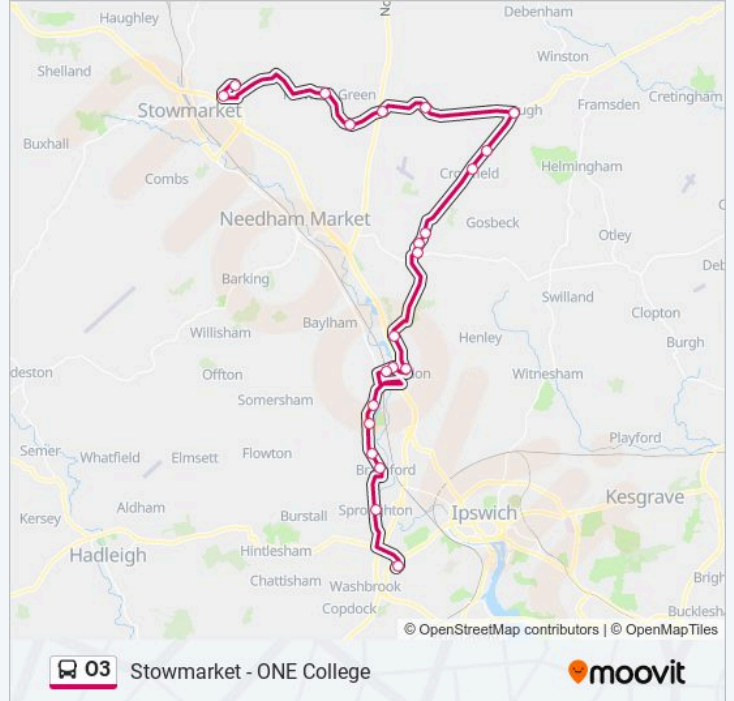 Debenham
Haughley
Winston
Shelland
Green
Cretingham
Framsden
Stowmarket
Buxhall
Helmingham
Combs
Needham Market
Gosbeck
Otley
Barking
Swilland
Baylham
Clopton
Willisham
Henley
Burgh
Offton
Witnesham
Somersham
Playford
Semer
Whatfield
Elmsett
Flowton
Kesgrave
Aldham
Kersey
Burstall
Ipswich
Hadleigh
Hintlesham
Chattisham
Washbrook
Copdock
© OpenStreetMap contributors | © OpenMapTiles
03
Stowmarket - ONE College
moovit